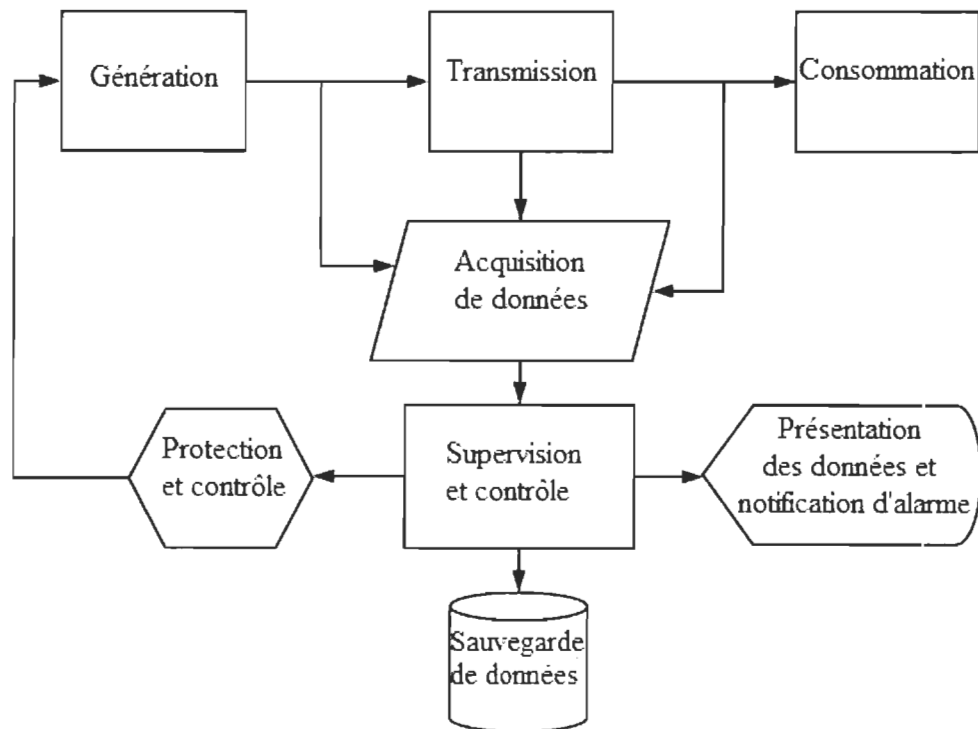 Génération
Transmission
Consommation
Acquisition
de données
Protection
et contrôle
Supervision
et contrôle
Présentation
des données et
notification d'alarme
Sauvegarde
de données